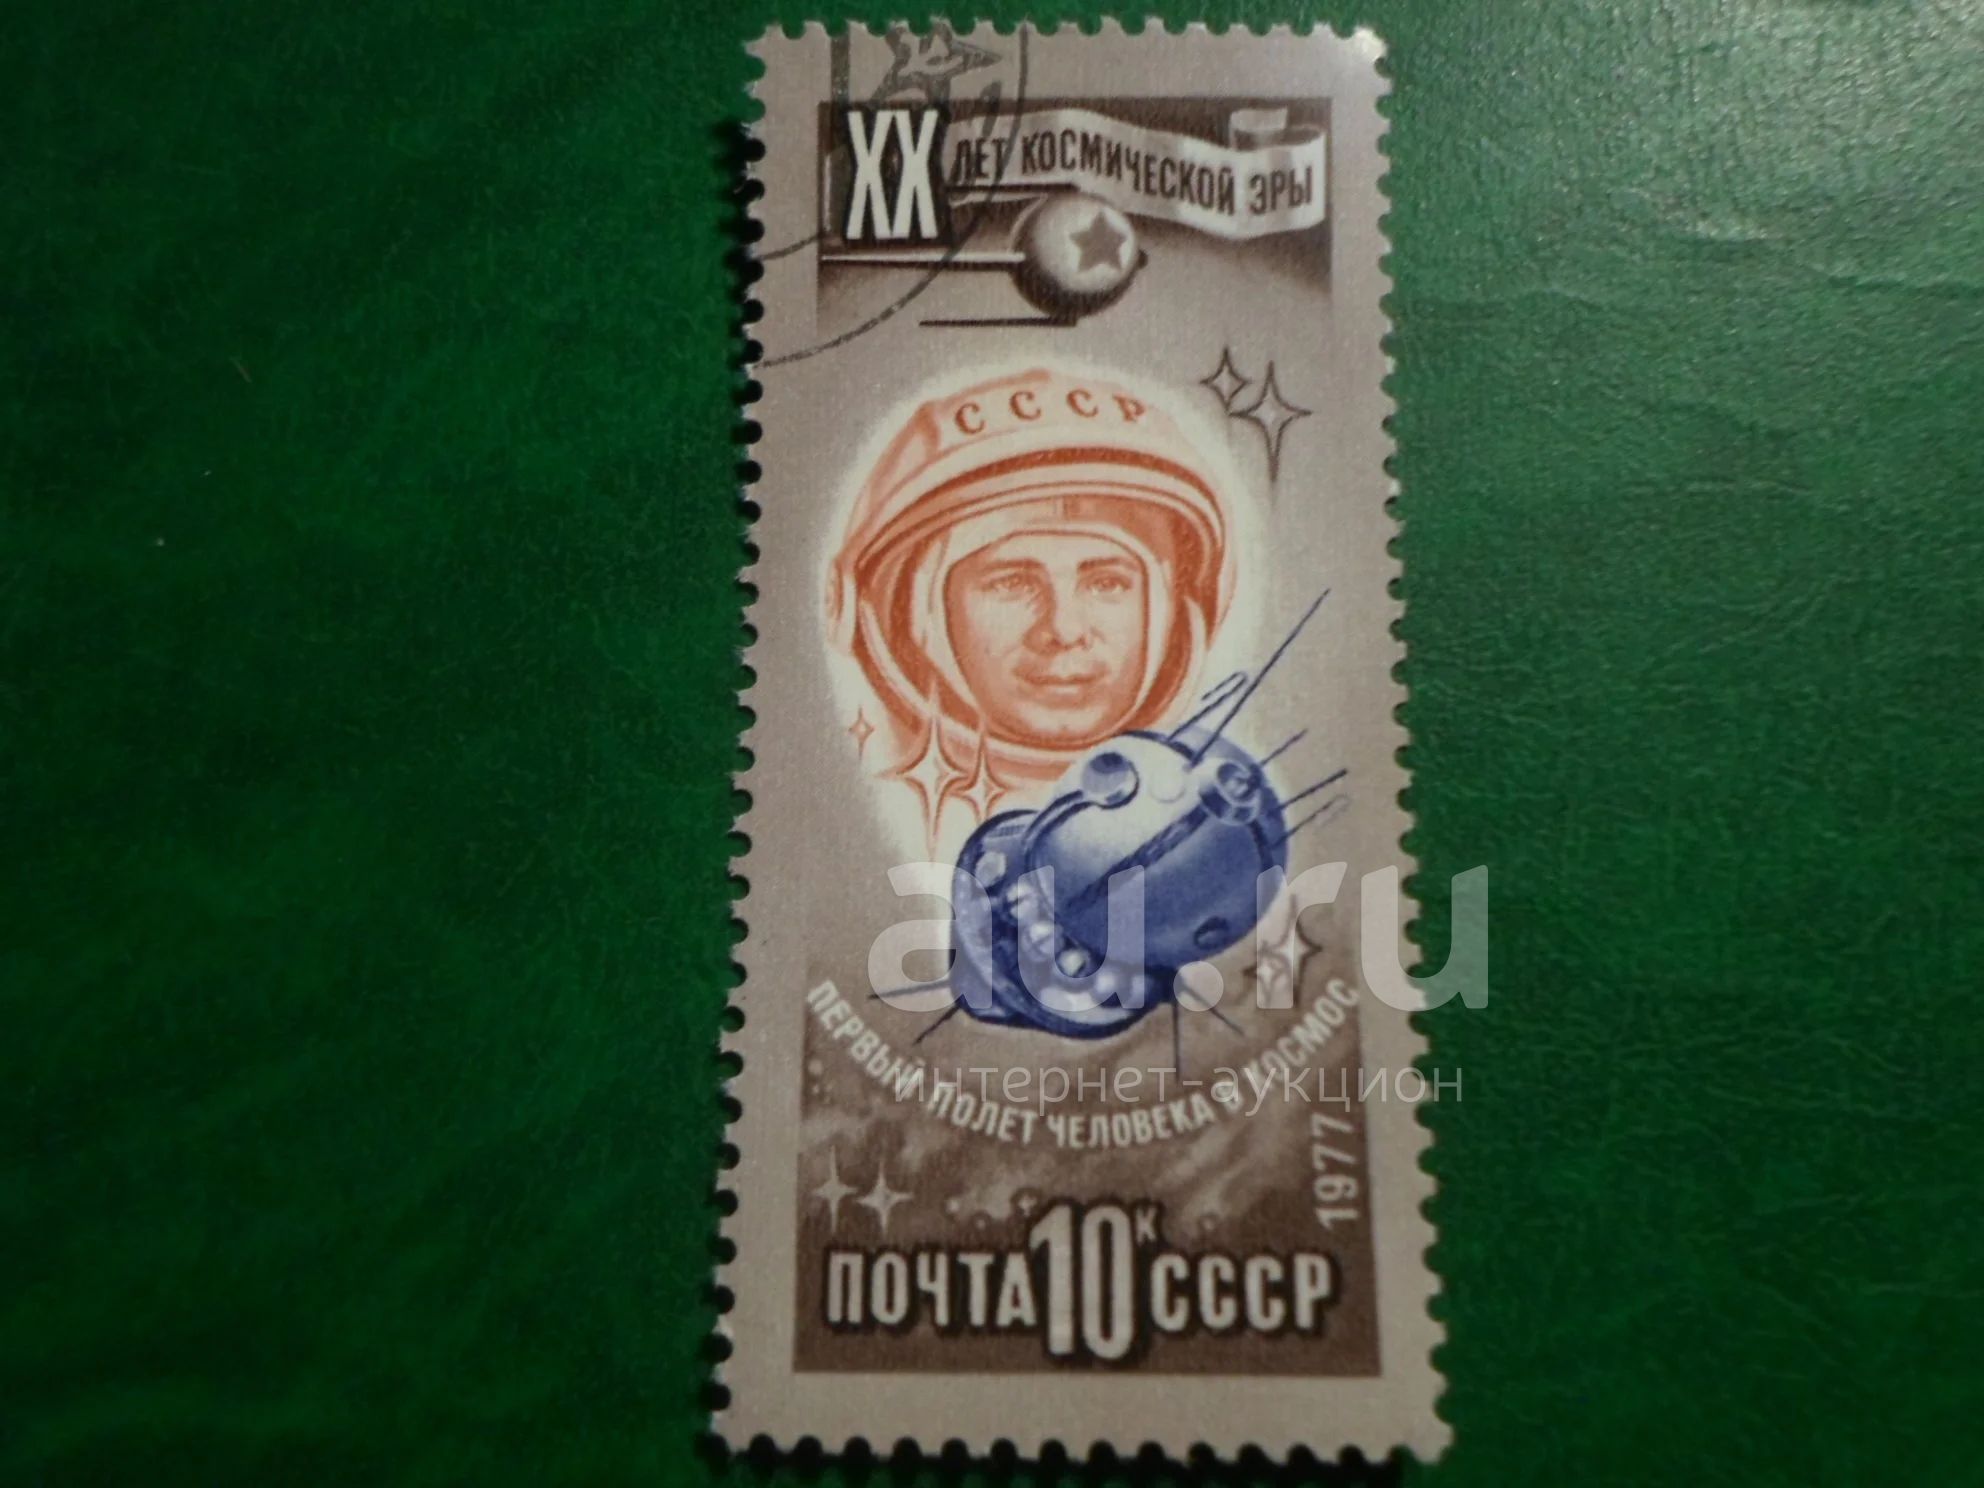 XX ЛЕТ КОСМИЧЕСКОЙ ЭРЫ
СССР
au.ru
интернет-аукцион
ПЕРВЫЙ ПОЛЕТ ЧЕЛОВЕКА В КОСМОС
1977
ПОЧТА 10К СССР